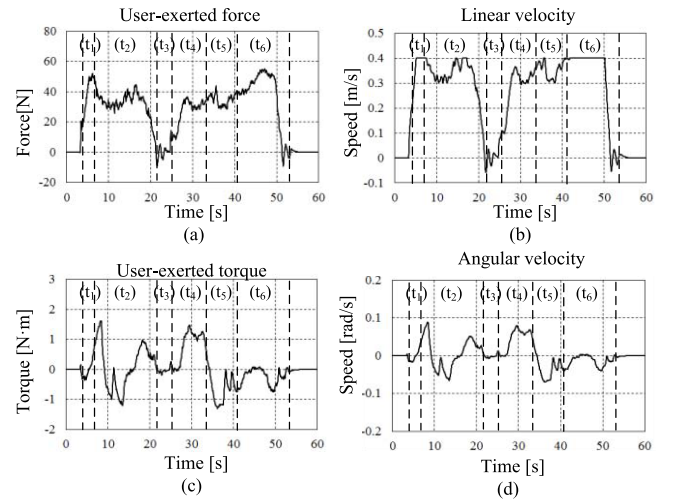 User-exerted force
(t1) (t2) (t3) (t4) (t5) (t6)
Force[N]
80
60
40
20
0
-20
0 10 20 30 40 50 60
Time [s]
(a)
Linear velocity
(t1) (t2) (t3) (t4) (t5) (t6)
Speed [m/s]
0.5
0.4
0.3
0.2
0.1
0
-0.1
0 10 20 30 40 50 60
Time [s]
(b)
User-exerted torque
(t1) (t2) (t3) (t4) (t5) (t6)
Torque [N·m]
3
2
1
0
-1
-2
0 10 20 30 40 50 60
Time [s]
(c)
Angular velocity
(t1) (t2) (t3) (t4) (t5) (t6)
Speed [rad/s]
0.2
0.1
0
-0.1
-0.2
0 10 20 30 40 50 60
Time [s]
(d)